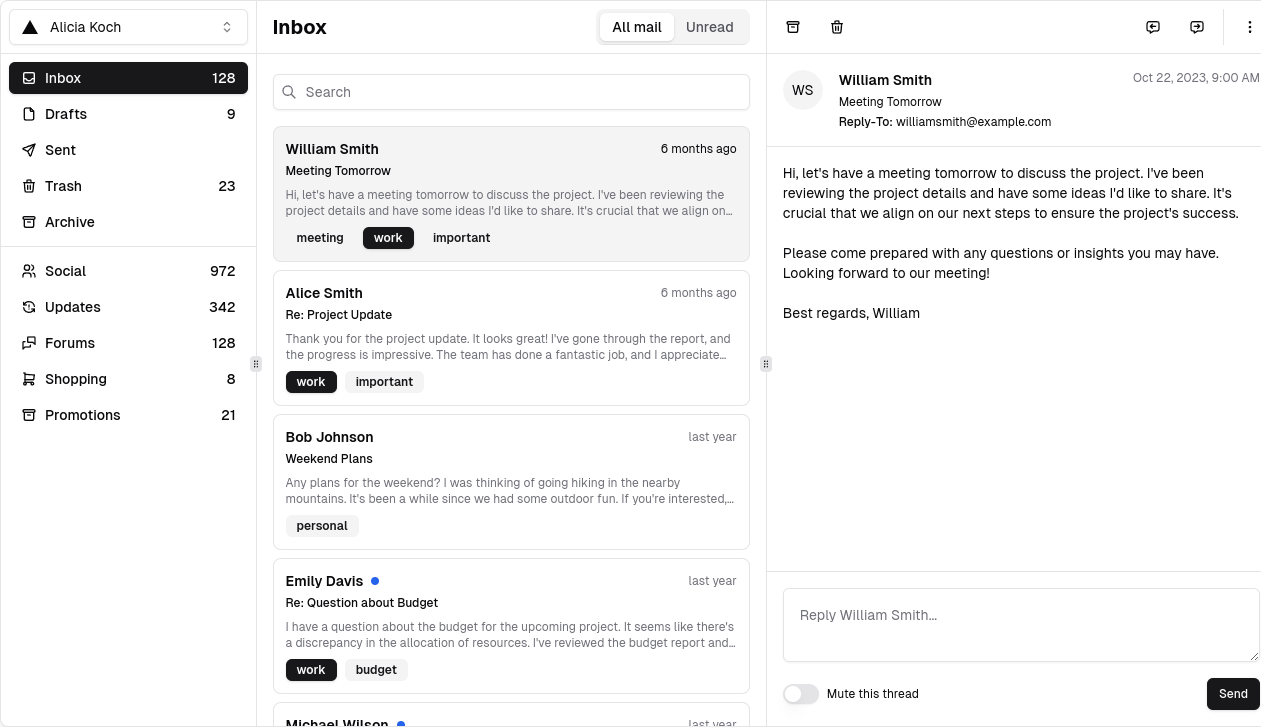 Alicia Koch
Inbox 128
Drafts 9
Sent
Trash 23
Archive
Social 972
Updates 342
Forums 128
Shopping 8
Promotions 21
Inbox
All mail Unread
Search
William Smith 6 months ago
Meeting Tomorrow
Hi, let's have a meeting tomorrow to discuss the project. I've been reviewing the
project details and have some ideas I'd like to share. It's crucial that we align on…
meeting work important
Alice Smith 6 months ago
Re: Project Update
Thank you for the project update. It looks great! I've gone through the report, and
the progress is impressive. The team has done a fantastic job, and I appreciate…
work important
Bob Johnson last year
Weekend Plans
Any plans for the weekend? I was thinking of going hiking in the nearby
mountains. It's been a while since we had some outdoor fun. If you're interested,…
personal
Emily Davis last year
Re: Question about Budget
I have a question about the budget for the upcoming project. It seems like there's
a discrepancy in the allocation of resources. I've reviewed the budget report and…
work budget
Michael Wilson last year
WS
William Smith Oct 22, 2023, 9:00 AM
Meeting Tomorrow
Reply-To: williamsmith@example.com
Hi, let's have a meeting tomorrow to discuss the project. I've been
reviewing the project details and have some ideas I'd like to share. It's
crucial that we align on our next steps to ensure the project's success.
Please come prepared with any questions or insights you may have.
Looking forward to our meeting!
Best regards, William
Reply William Smith...
Mute this thread Send